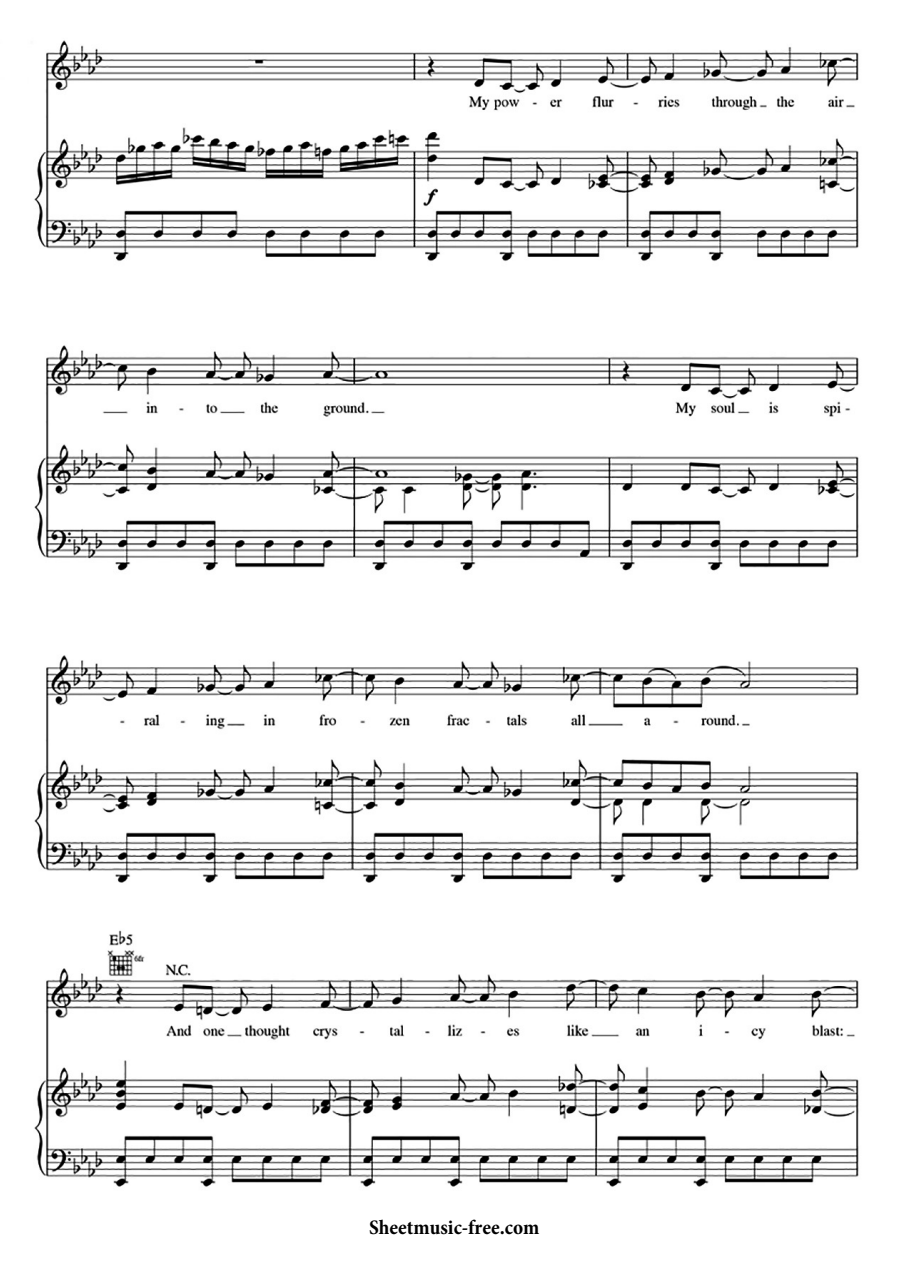 My pow - er flur - ries through the air
f
in - to the ground. My soul is spi-
- ral - ing in fro - zen frac - tals all a - round.
E♭5
6fr
N.C.
And one thought crys - tal - liz - es like an i - cy blast:
Sheetmusic-free.com